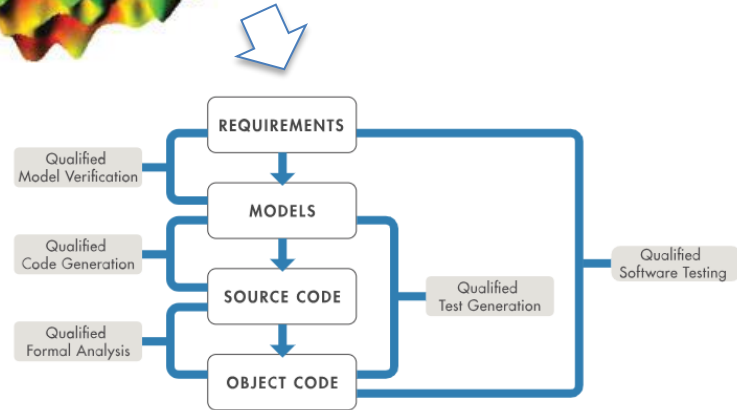 REQUIREMENTS
Qualified
Model Verification
MODELS
Qualified
Code Generation
Qualified
Software Testing
SOURCE CODE
Qualified
Test Generation
Qualified
Formal Analysis
OBJECT CODE